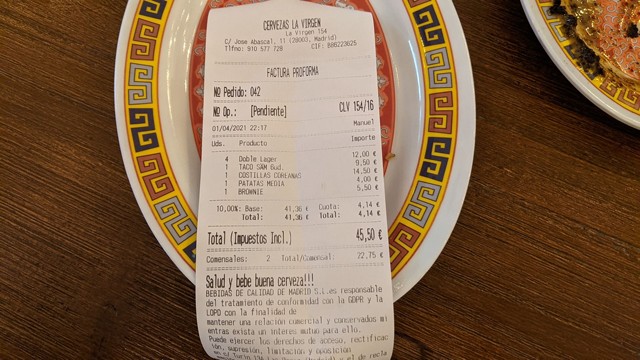 CERVEZAS LA VIRGEN
La Virgen 154
C/ Jose Abascal, 11 (28003, Madrid)
Tlfno: 910 577 728 CIF: B86223625
FACTURA PROFORMA
Nº Pedido: 042
Nº Op.: [Pendiente] CLV 154/16
01/04/2021 22:17 Manuel
Uds. Producto Importe
4 Doble Lager 12,00 €
1 TACO SAM Gud. 9,50 €
1 COSTILLAS COREANAS 14,50 €
1 PATATAS MEDIA 4,00 €
1 BROWNIE 5,50 €
10,00%: Base: 41,36 € Cuota: 4,14 €
Total: 41,36 € Total: 4,14 €
Total (Impuestos Incl.) 45,50 €
Comensales: 2 Total/Comensal: 22,75 €
Salud y bebe buena cerveza!!!
BEBIDAS DE CALIDAD DE MADRID S.L.es responsable
del tratamiento de conformidad con la GDPR y la
LOPD con la finalidad de
mantener una relación comercial y conservados mi
entras exista un interes mutuo para ello.
Puede ejercer los derechos de acceso, rectificac
ión, supresión, limitación y oposición
en c/